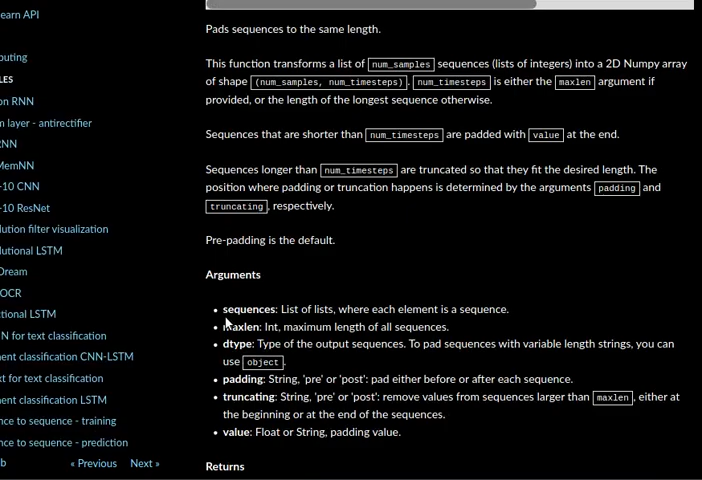 earn API
puting
LES
on RNN
m layer - antirectifier
RNN
MemNN
-10 CNN
-10 ResNet
lution filter visualization
lutional LSTM
Dream
OCR
ctional LSTM
N for text classification
ment classification CNN-LSTM
xt for text classification
ment classification LSTM
nce to sequence - training
nce to sequence - prediction
b « Previous Next »
Pads sequences to the same length.
This function transforms a list of num_samples sequences (lists of integers) into a 2D Numpy array
of shape (num_samples, num_timesteps). num_timesteps is either the maxlen argument if
provided, or the length of the longest sequence otherwise.
Sequences that are shorter than num_timesteps are padded with value at the end.
Sequences longer than num_timesteps are truncated so that they fit the desired length. The
position where padding or truncation happens is determined by the arguments padding and
truncating, respectively.
Pre-padding is the default.
Arguments
• sequences: List of lists, where each element is a sequence.
• maxlen: Int, maximum length of all sequences.
• dtype: Type of the output sequences. To pad sequences with variable length strings, you can
use object.
• padding: String, 'pre' or 'post': pad either before or after each sequence.
• truncating: String, 'pre' or 'post': remove values from sequences larger than maxlen, either at
the beginning or at the end of the sequences.
• value: Float or String, padding value.
Returns